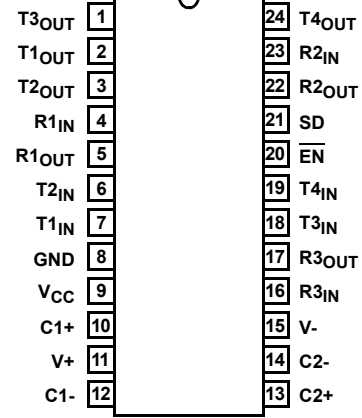 T3OUT 1 24 T4OUT
T1OUT 2 23 R2IN
T2OUT 3 22 R2OUT
R1IN 4 21 SD
R1OUT 5 20 E̅N̅
T2IN 6 19 T4IN
T1IN 7 18 T3IN
GND 8 17 R3OUT
VCC 9 16 R3IN
C1+ 10 15 V-
V+ 11 14 C2-
C1- 12 13 C2+